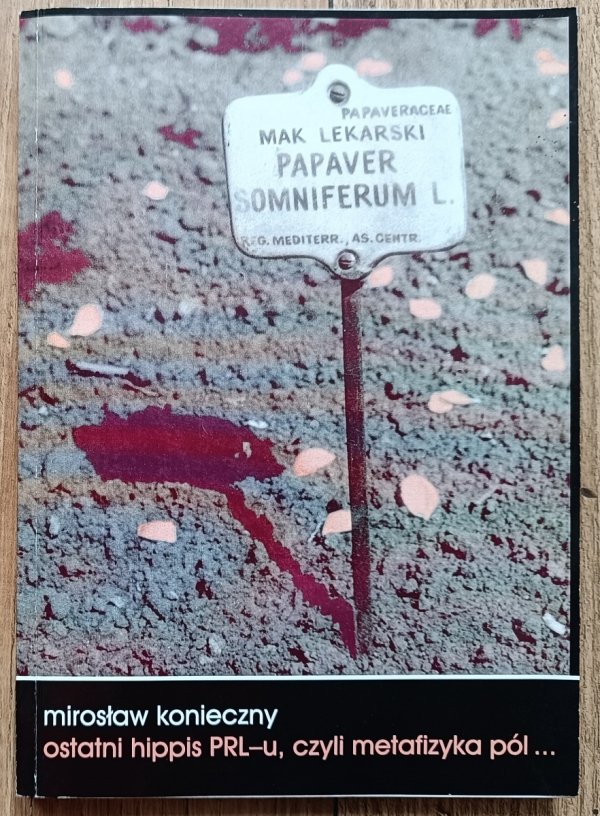 PAPAVERACEAE
MAK LEKARSKI
PAPAVER
SOMNIFERUM L.
REG. MEDITERR., AS. CENTR.
mirosław konieczny
ostatni hippis PRL–u, czyli metafizyka pól ...